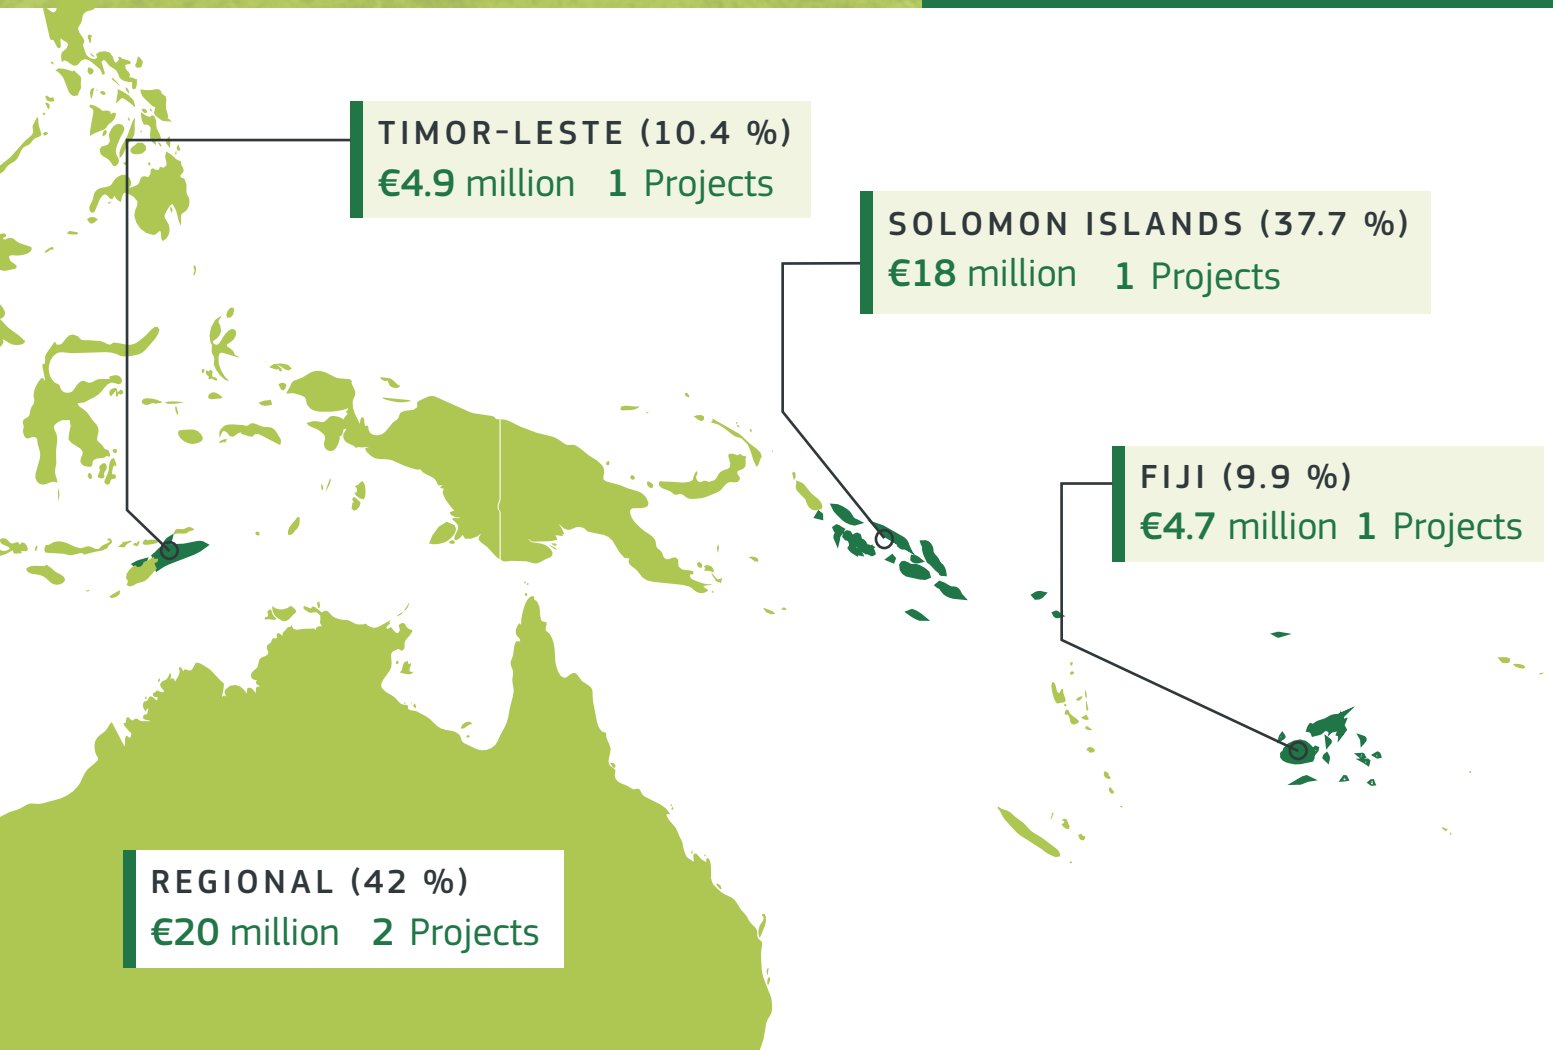 TIMOR-LESTE (10.4 %)
€4.9 million 1 Projects
SOLOMON ISLANDS (37.7 %)
€18 million 1 Projects
FIJI (9.9 %)
€4.7 million 1 Projects
REGIONAL (42 %)
€20 million 2 Projects